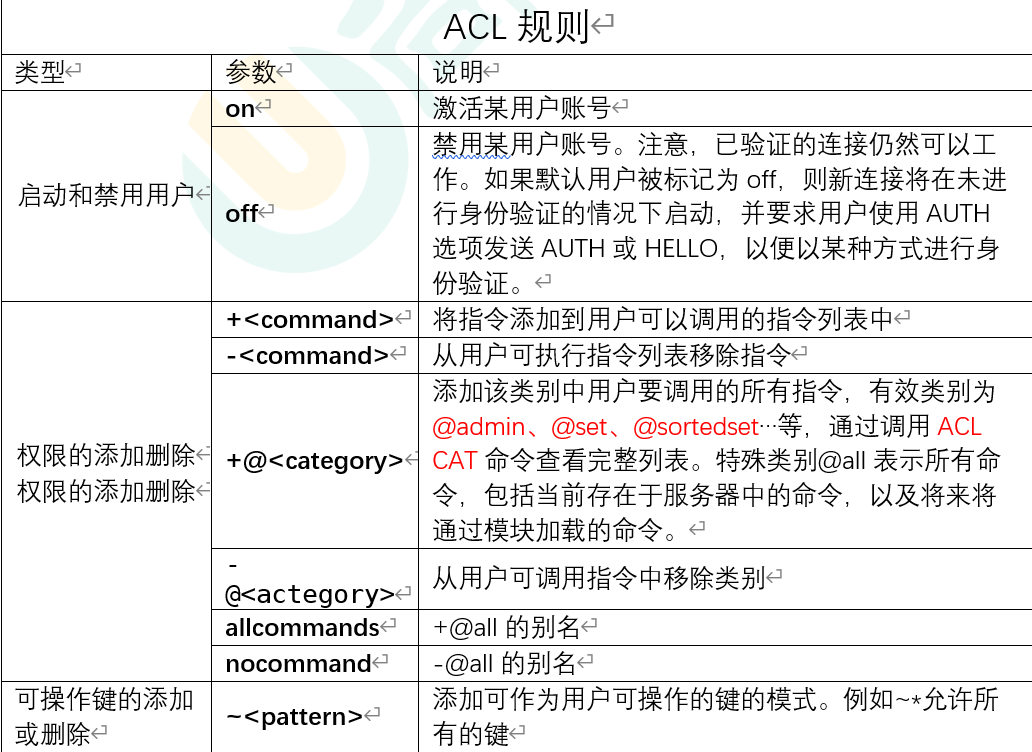 ACL 规则
类型
参数
说明
启动和禁用用户
on
激活某用户账号
off
禁用某用户账号。注意，已验证的连接仍然可以工
作。如果默认用户被标记为 off，则新连接将在未进
行身份验证的情况下启动，并要求用户使用 AUTH
选项发送 AUTH 或 HELLO，以便以某种方式进行身
份验证。
权限的添加删除
权限的添加删除
+<command>
将指令添加到用户可以调用的指令列表中
-<command>
从用户可执行指令列表移除指令
+@<category>
添加该类别中用户要调用的所有指令，有效类别为
@admin、@set、@sortedset…等，通过调用 ACL
CAT 命令查看完整列表。特殊类别@all 表示所有命
令，包括当前存在于服务器中的命令，以及将来将
通过模块加载的命令。
-
@<actegory>
从用户可调用指令中移除类别
allcommands
+@all 的别名
nocommand
-@all 的别名
可操作键的添加
或删除
~<pattern>
添加可作为用户可操作的键的模式。例如~*允许所
有的键